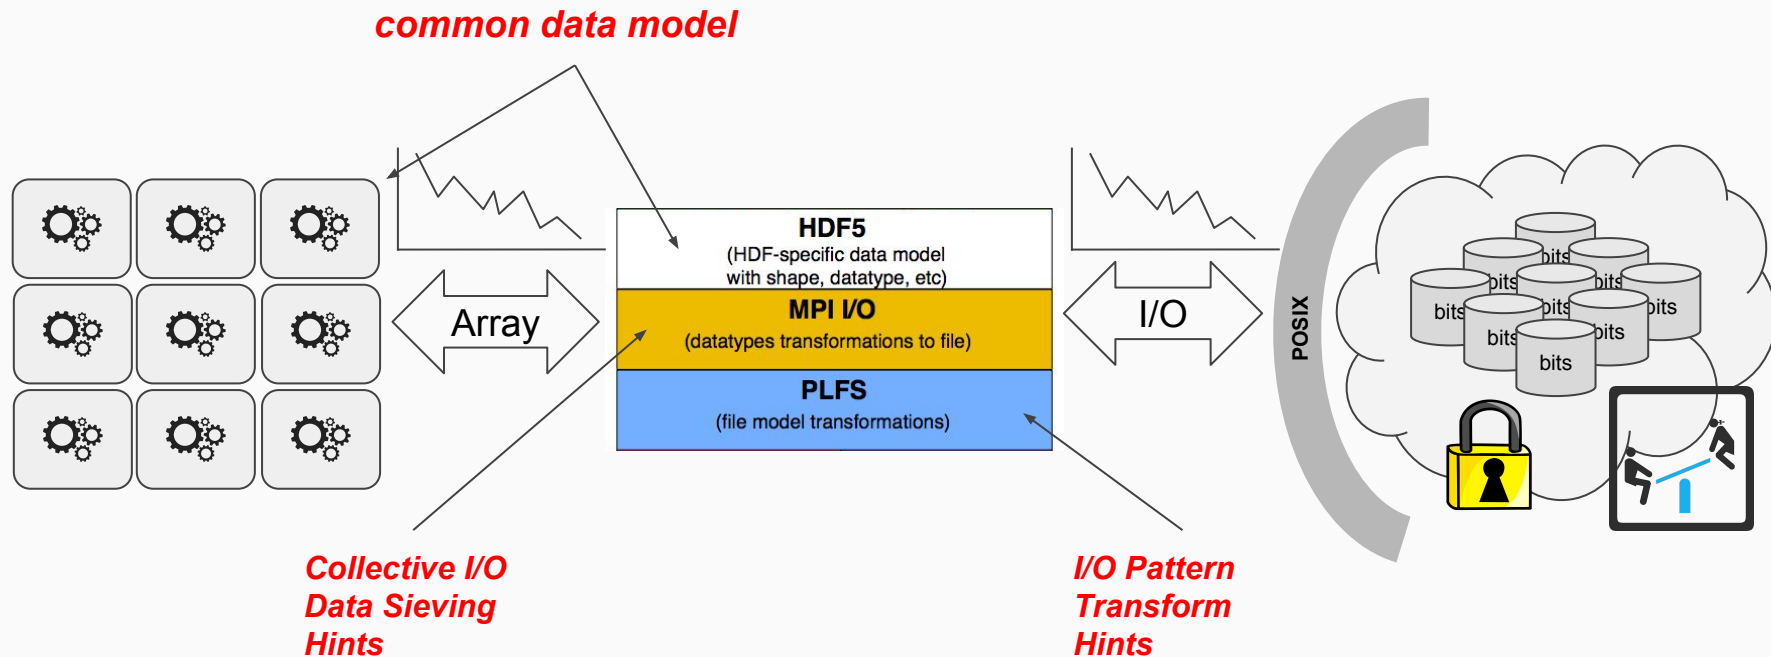 common data model
HDF5
(HDF-specific data model
with shape, datatype, etc)
MPI I/O
(datatypes transformations to file)
PLFS
(file model transformations)
Array
I/O
POSIX
bits
bits
bits
bits
bits
bits
bits
bits
bits
Collective I/O
Data Sieving
Hints
I/O Pattern
Transform
Hints